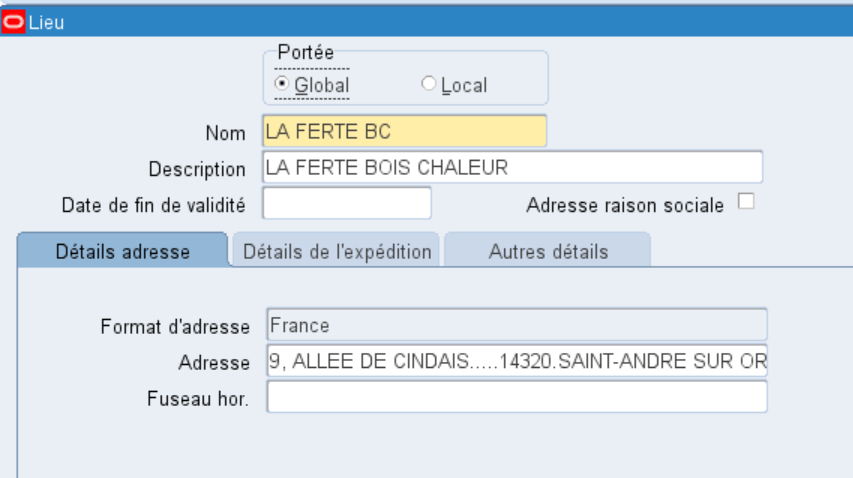 Lieu
Portée
Global Local
Nom LA FERTE BC
Description LA FERTE BOIS CHALEUR
Date de fin de validité Adresse raison sociale
Détails adresse Détails de l'expédition Autres détails
Format d'adresse France
Adresse 9, ALLEE DE CINDAIS.....14320.SAINT-ANDRE SUR OR
Fuseau hor.